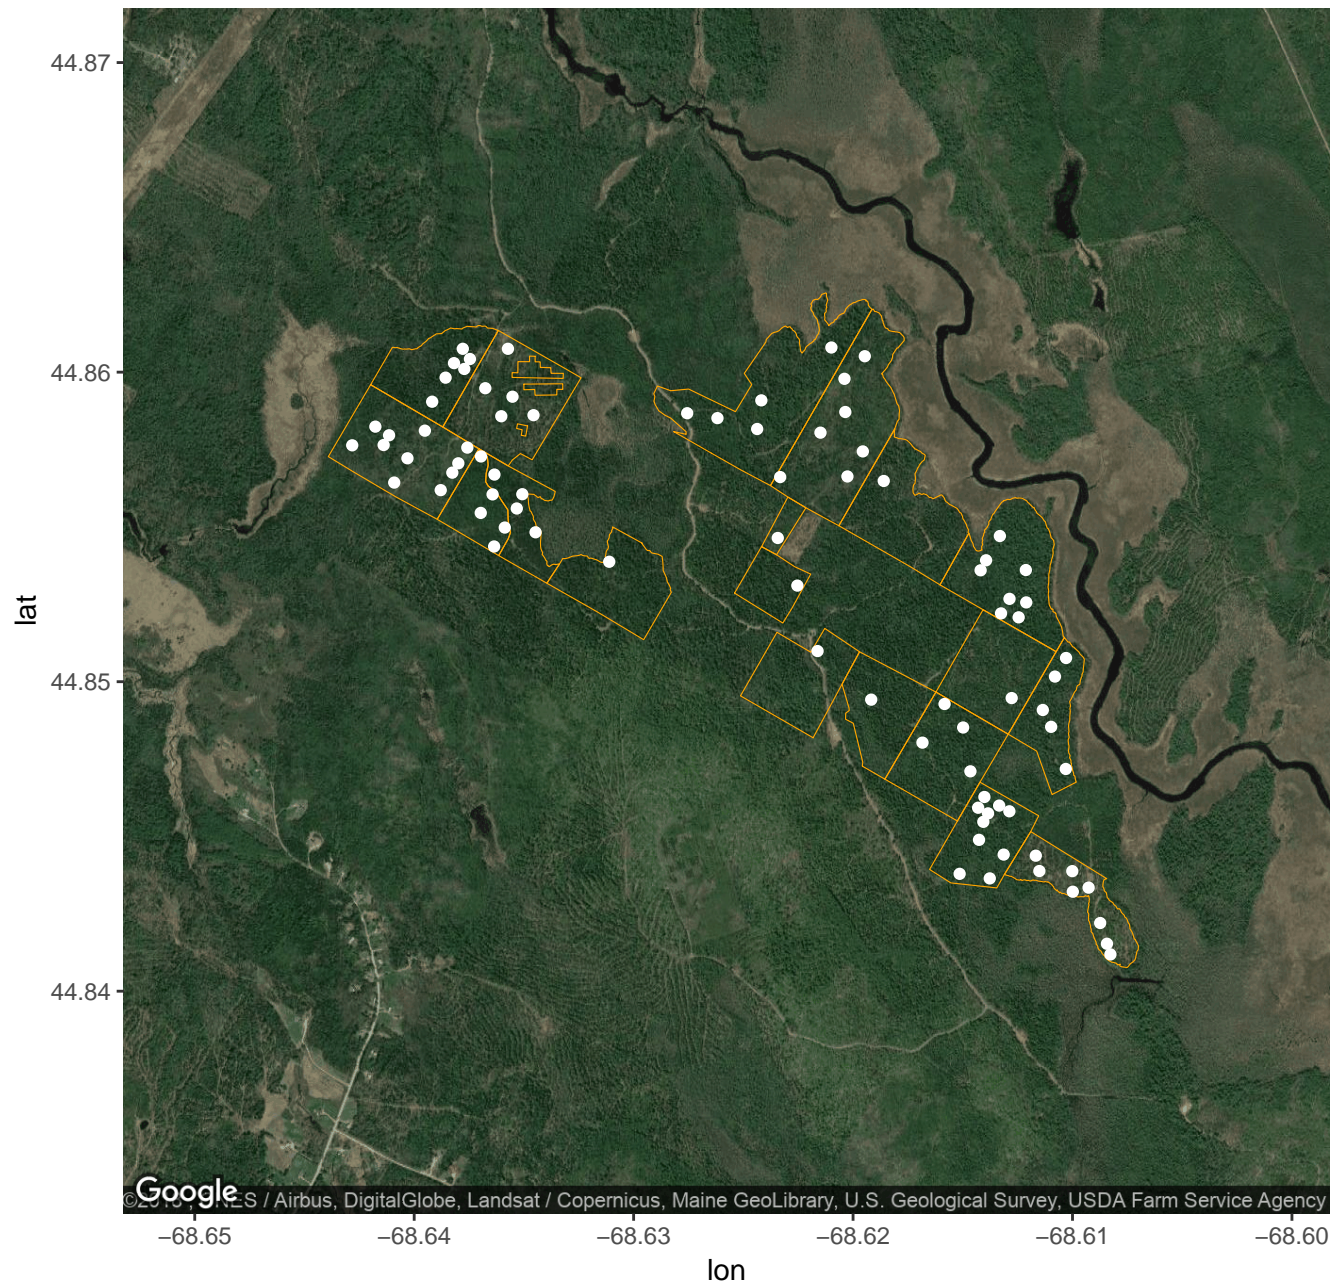 44.87
44.86
44.85
44.84
lat
Google
/ Airbus, DigitalGlobe, Landsat / Copernicus, Maine GeoLibrary, U.S. Geological Survey, USDA Farm Service Agency
−68.65 −68.64 −68.63 −68.62 −68.61 −68.60
lon